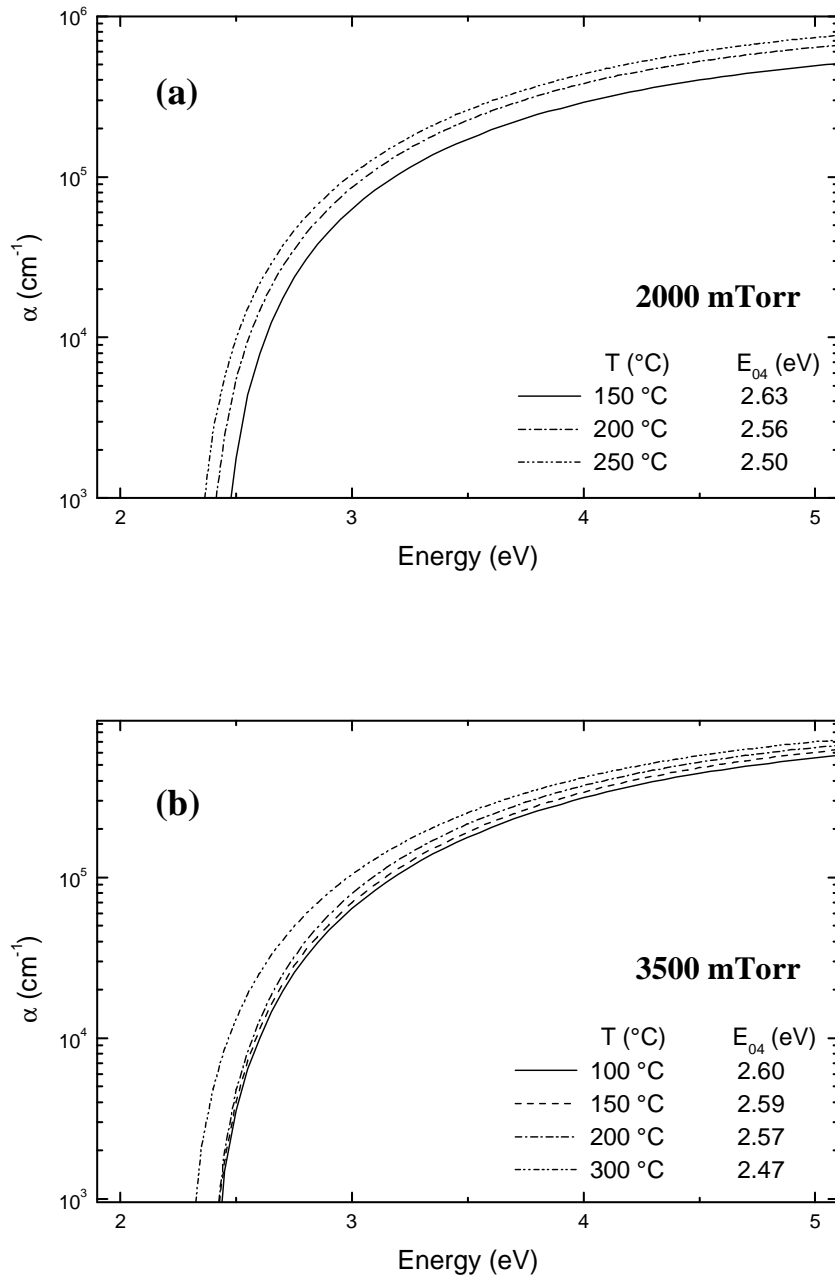 10⁶
(a)
10⁵
α (cm⁻¹)
2000 mTorr
10⁴
T (°C) E₀₄ (eV)
150 °C 2.63
200 °C 2.56
250 °C 2.50
10³
2 3 4 5
Energy (eV)
(b)
10⁵
α (cm⁻¹)
3500 mTorr
10⁴
T (°C) E₀₄ (eV)
100 °C 2.60
150 °C 2.59
200 °C 2.57
300 °C 2.47
10³
2 3 4 5
Energy (eV)